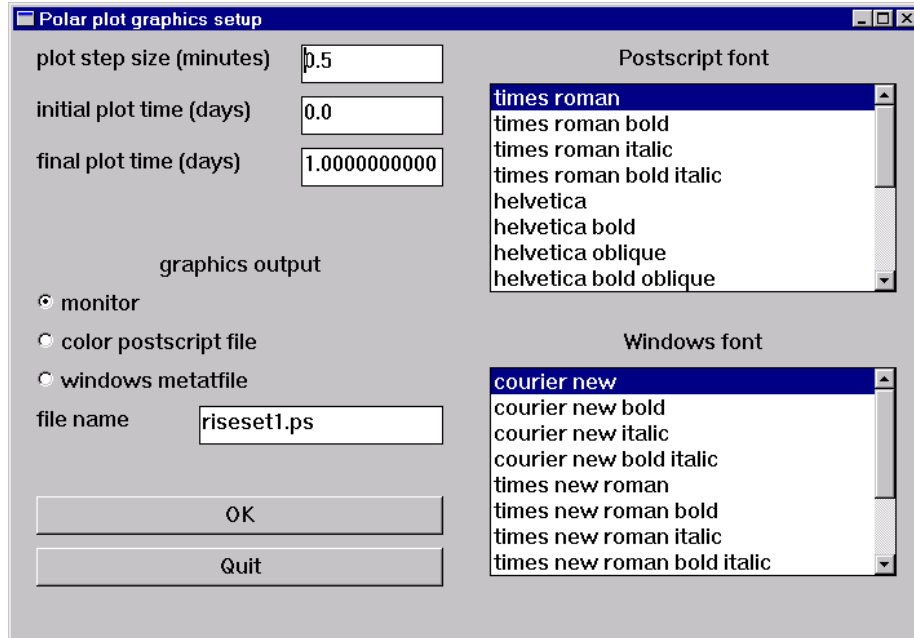 Polar plot graphics setup
plot step size (minutes)
0.5
initial plot time (days)
0.0
final plot time (days)
1.0000000000
graphics output
monitor
color postscript file
windows metatfile
file name
riseset1.ps
OK
Quit
Postscript font
times roman
times roman bold
times roman italic
times roman bold italic
helvetica
helvetica bold
helvetica oblique
helvetica bold oblique
Windows font
courier new
courier new bold
courier new italic
courier new bold italic
times new roman
times new roman bold
times new roman italic
times new roman bold italic